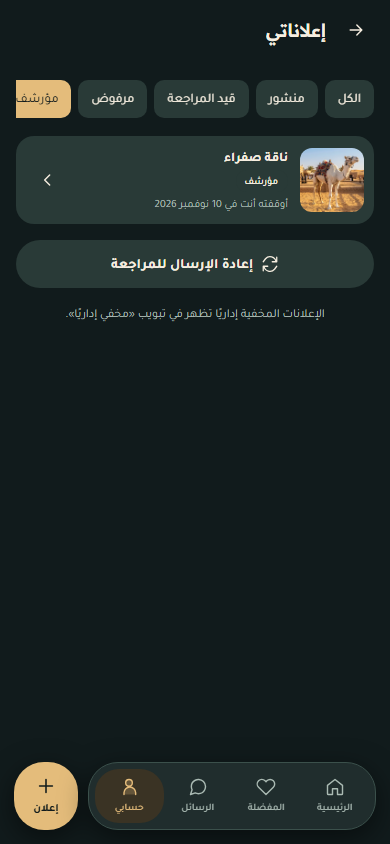 إعلاناتي
الكل
منشور
قيد المراجعة
مرفوض
مؤرشف
ناقة صفراء
مؤرشف
أوقفته أنت في 10 نوفمبر 2026
إعادة الإرسال للمراجعة
الإعلانات المخفية إداريًا تظهر في تبويب «مخفي إداريًا».
الرئيسية
المفضلة
الرسائل
حسابي
إعلان